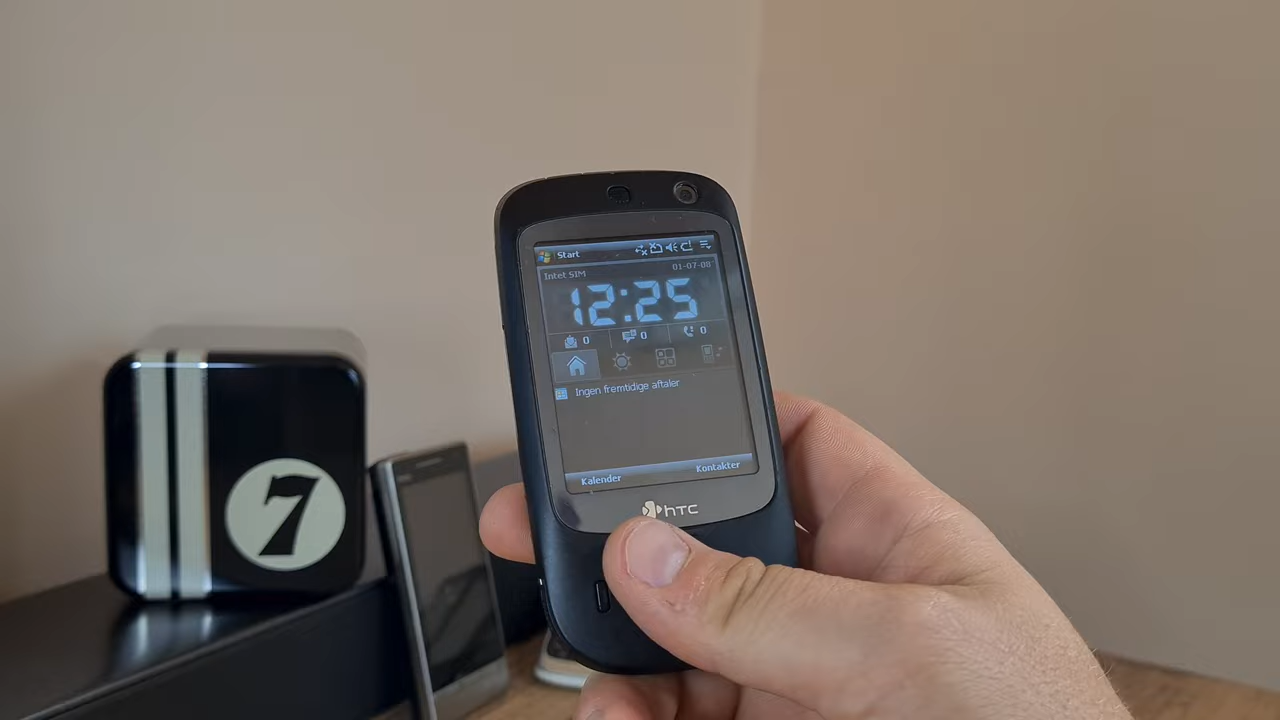 Start
Intet SIM
01-07-08
12:25
0
0
0
Ingen fremtidige aftaler
Kalender
Kontakter
hTC
7